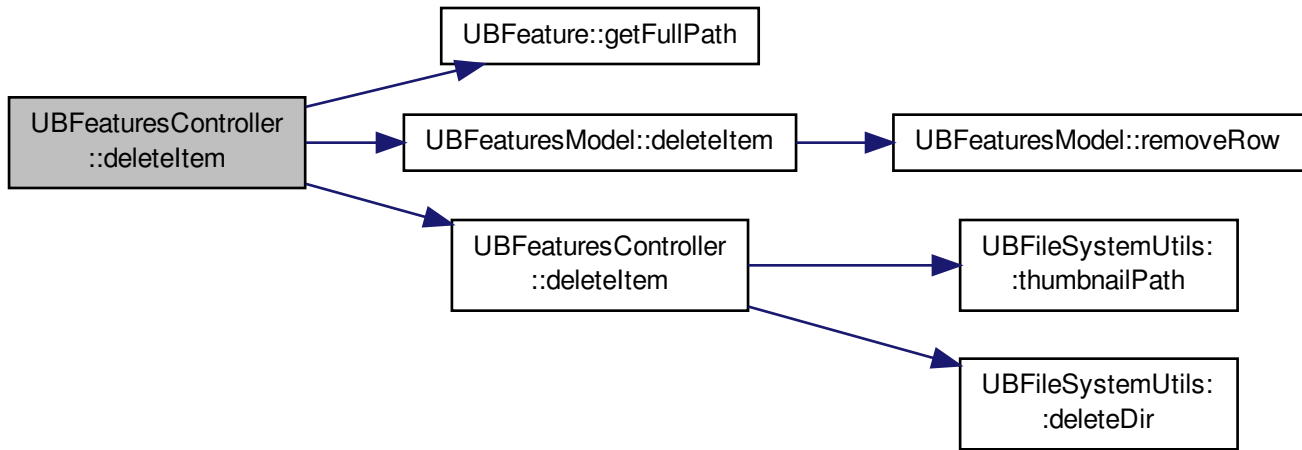 UBFeature::getFullPath
UBFeaturesController
::deleteItem
UBFeaturesModel::deleteItem
UBFeaturesModel::removeRow
UBFeaturesController
::deleteItem
UBFileSystemUtils:
:thumbnailPath
UBFileSystemUtils:
:deleteDir